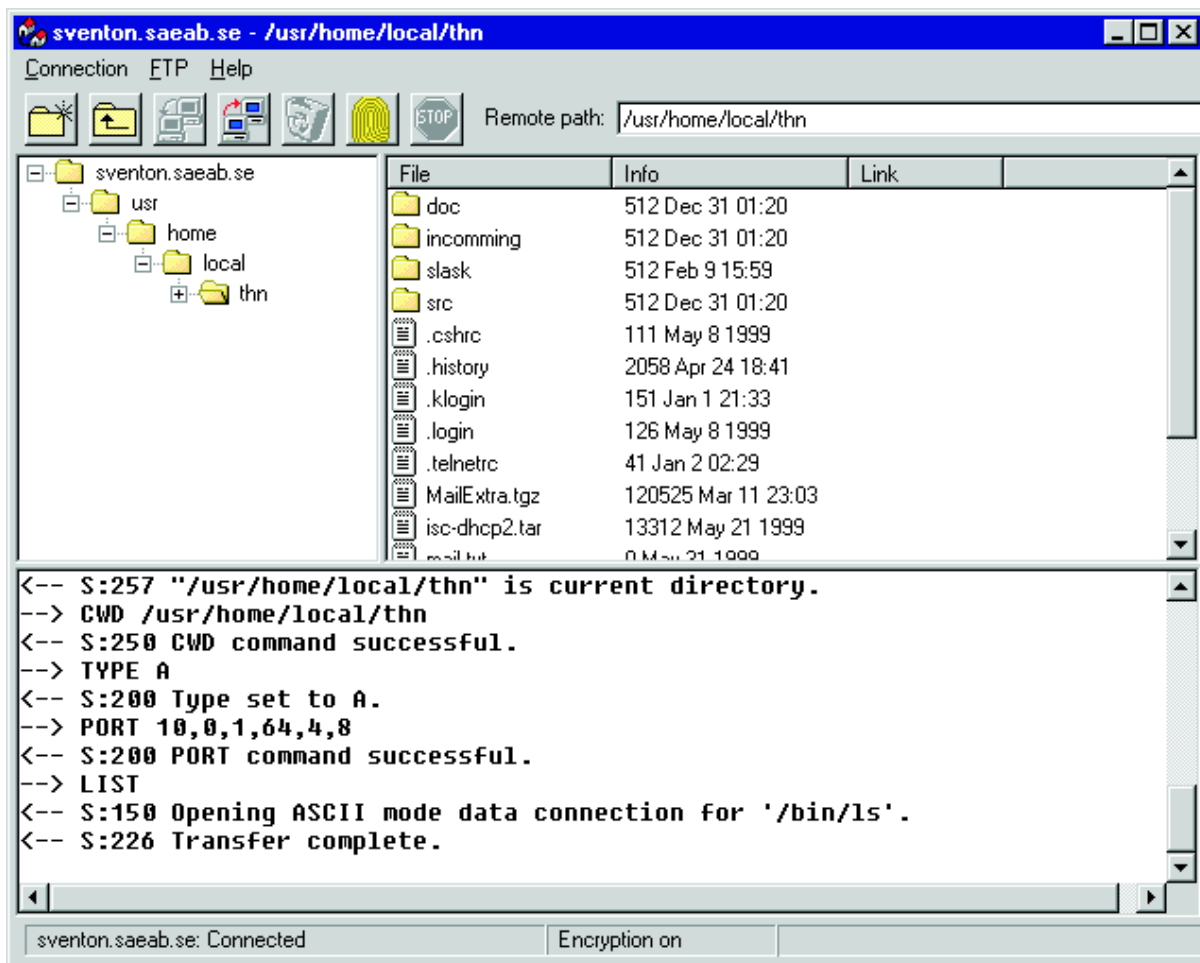 sventon.saeab.se - /usr/home/local/thn
Connection FTP Help
STOP Remote path: /usr/home/local/thn
sventon.saeab.se
usr
home
local
thn
File Info Link
doc 512 Dec 31 01:20
incomming 512 Dec 31 01:20
slask 512 Feb 9 15:59
src 512 Dec 31 01:20
.cshrc 111 May 8 1999
.history 2058 Apr 24 18:41
.klogin 151 Jan 1 21:33
.login 126 May 8 1999
.telnetrc 41 Jan 2 02:29
MailExtra.tgz 120525 Mar 11 23:03
isc-dhcp2.tar 13312 May 21 1999
<-- S:257 "/usr/home/local/thn" is current directory.
--> CWD /usr/home/local/thn
<-- S:250 CWD command successful.
--> TYPE A
<-- S:200 Type set to A.
--> PORT 10,0,1,64,4,8
<-- S:200 PORT command successful.
--> LIST
<-- S:150 Opening ASCII mode data connection for '/bin/ls'.
<-- S:226 Transfer complete.
sventon.saeab.se: Connected Encryption on